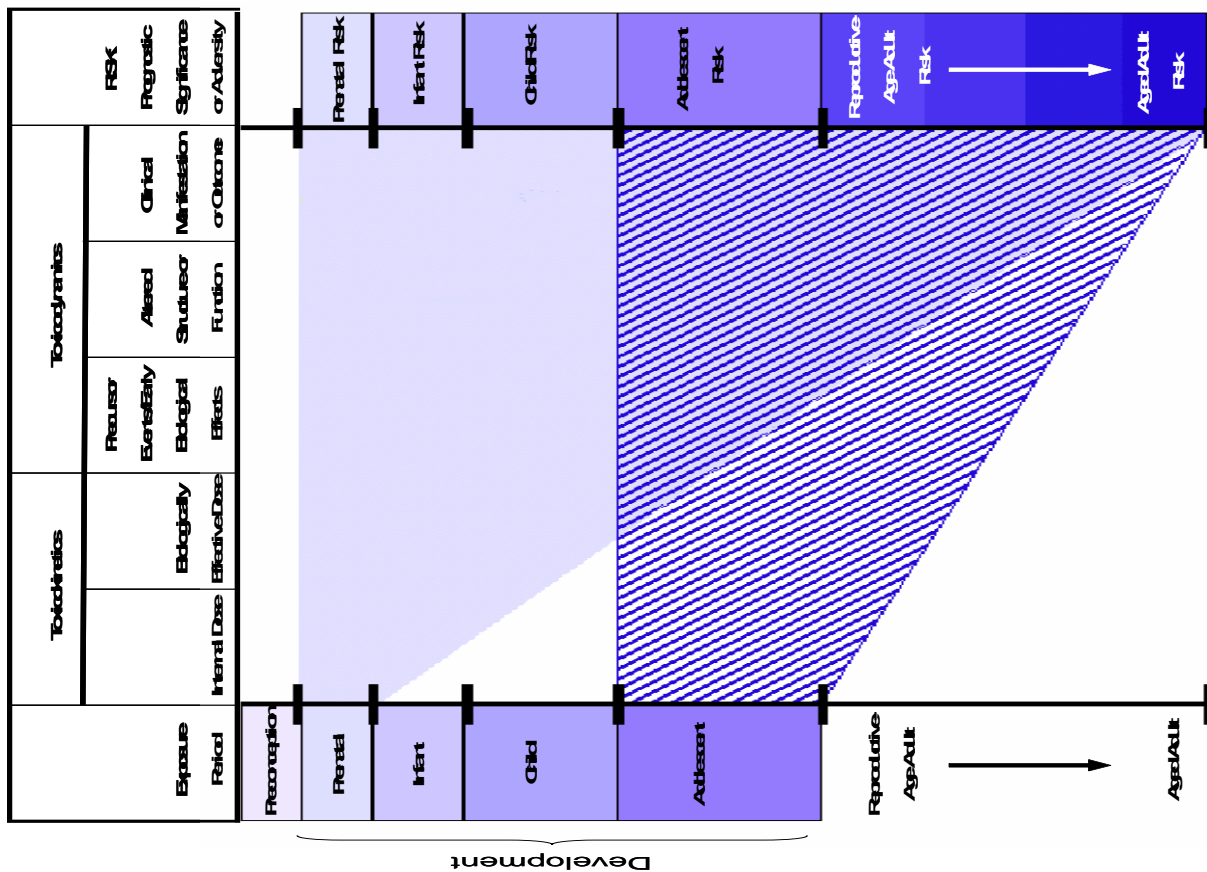 Toxicokinetics
Toxicodynamics
Exposure
Period
Internal Dose
Biologically
Effective Dose
Precursor
Events/Early
Biological
Effects
Altered
Structure or
Function
Clinical
Manifestation
or Outcome
RISK
Prognostic
Significance
or Adversity
Preconception
Prenatal
Prenatal Risk
Infant
Infant Risk
Child
Child Risk
Adolescent
Adolescent
Risk
Reproductive
Age Adult
Reproductive
Age Adult
Risk
Aged Adult
Aged Adult
Risk
Development